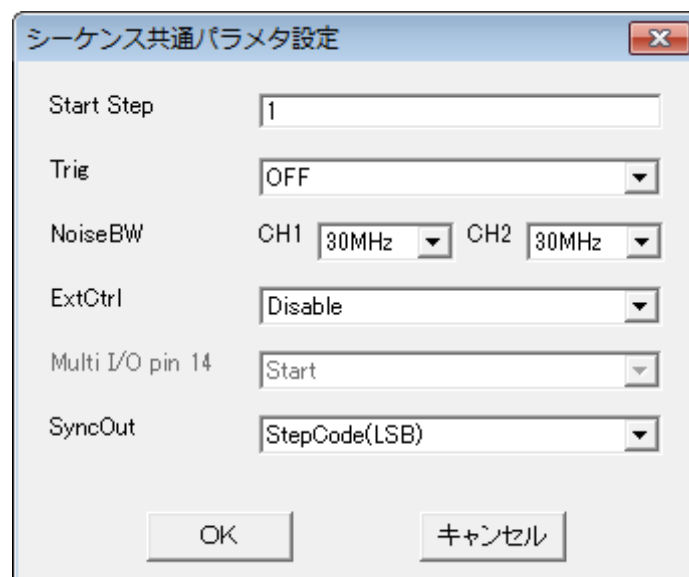 シーケンス共通パラメタ設定
Start Step 1
Trig OFF
NoiseBW CH1 30MHz CH2 30MHz
ExtCtrl Disable
Multi I/O pin 14 Start
SyncOut StepCode(LSB)
OK キャンセル